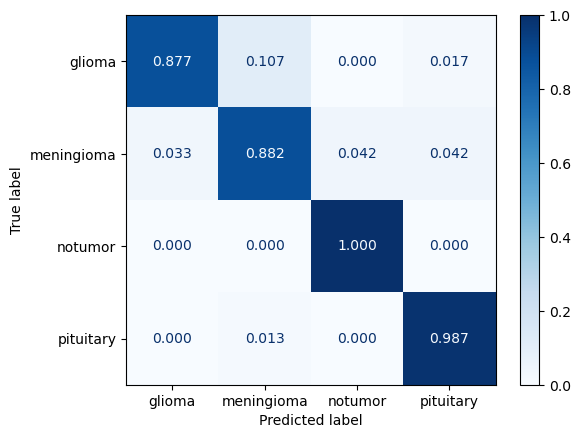 1.0
glioma 0.877 0.107 0.000 0.017
0.8
meningioma 0.033 0.882 0.042 0.042
0.6
True label
0.4
notumor 0.000 0.000 1.000 0.000
0.2
pituitary 0.000 0.013 0.000 0.987
0.0
glioma meningioma notumor pituitary
Predicted label